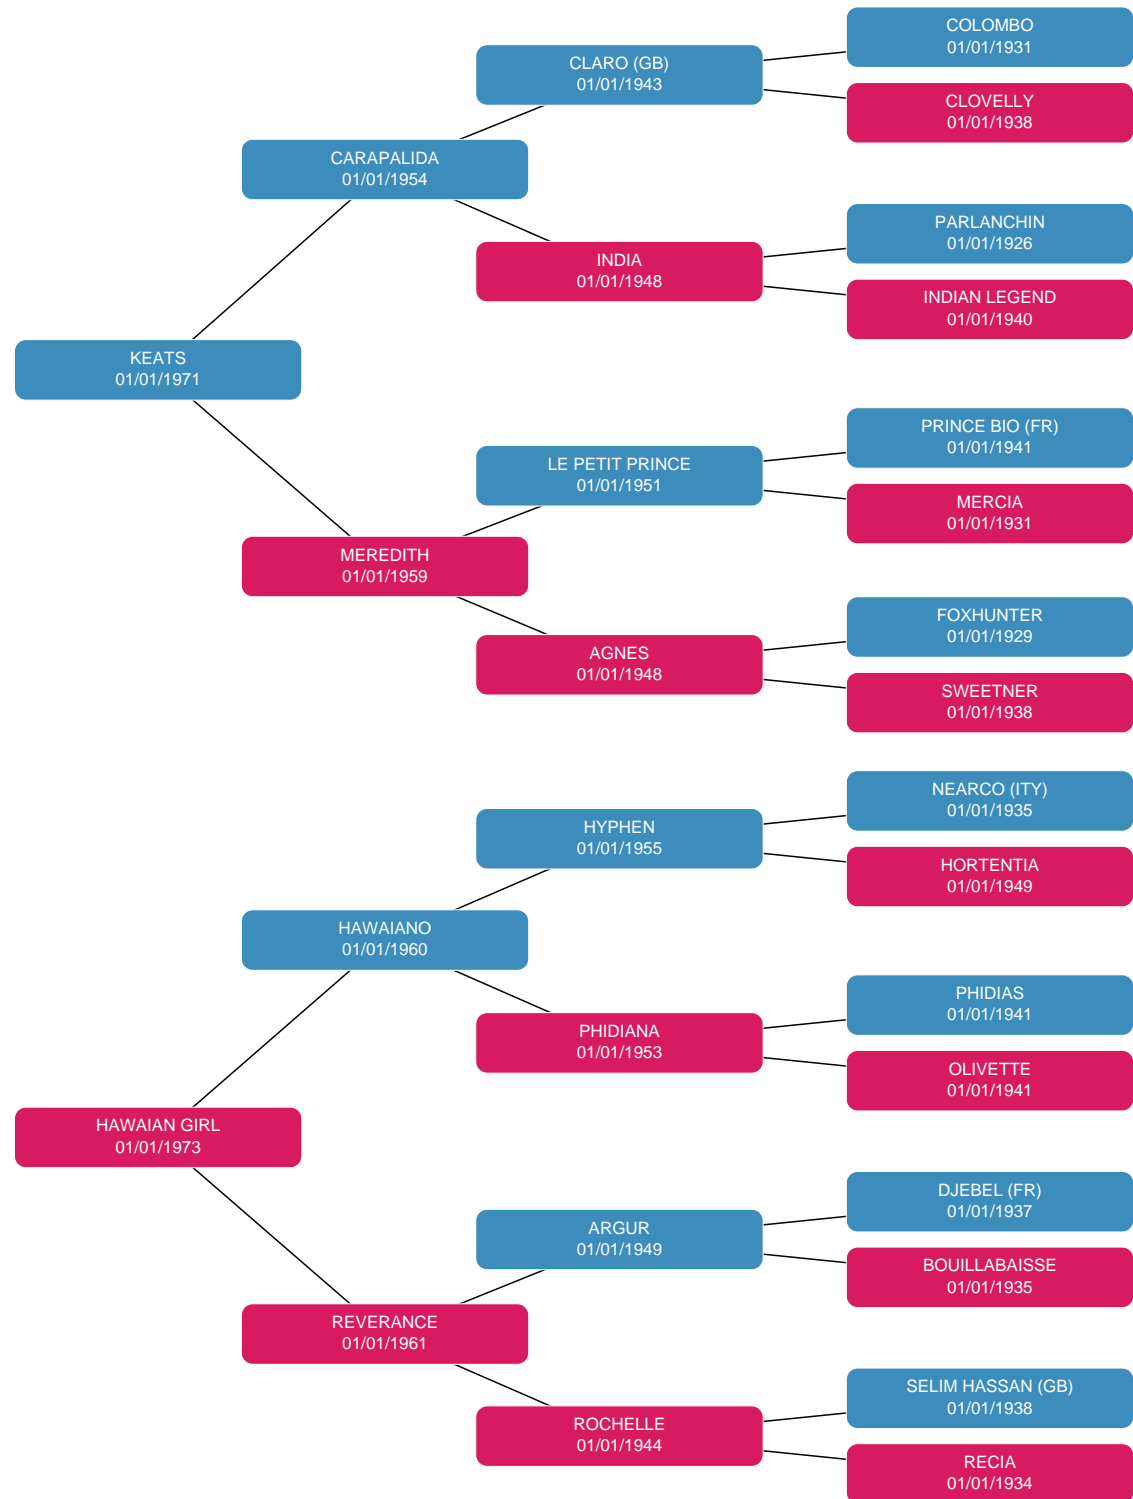 COLOMBO
01/01/1931
CLARO (GB)
01/01/1943
CLOVELLY
01/01/1938
CARAPALIDA
01/01/1954
PARLANCHIN
01/01/1926
INDIA
01/01/1948
INDIAN LEGEND
01/01/1940
KEATS
01/01/1971
PRINCE BIO (FR)
01/01/1941
LE PETIT PRINCE
01/01/1951
MERCIA
01/01/1931
MEREDITH
01/01/1959
FOXHUNTER
01/01/1929
AGNES
01/01/1948
SWEETNER
01/01/1938
NEARCO (ITY)
01/01/1935
HYPHEN
01/01/1955
HORTENTIA
01/01/1949
HAWAIANO
01/01/1960
PHIDIAS
01/01/1941
PHIDIANA
01/01/1953
OLIVETTE
01/01/1941
HAWAIAN GIRL
01/01/1973
DJEBEL (FR)
01/01/1937
ARGUR
01/01/1949
BOUILLABAISSE
01/01/1935
REVERANCE
01/01/1961
SELIM HASSAN (GB)
01/01/1938
ROCHELLE
01/01/1944
RECIA
01/01/1934